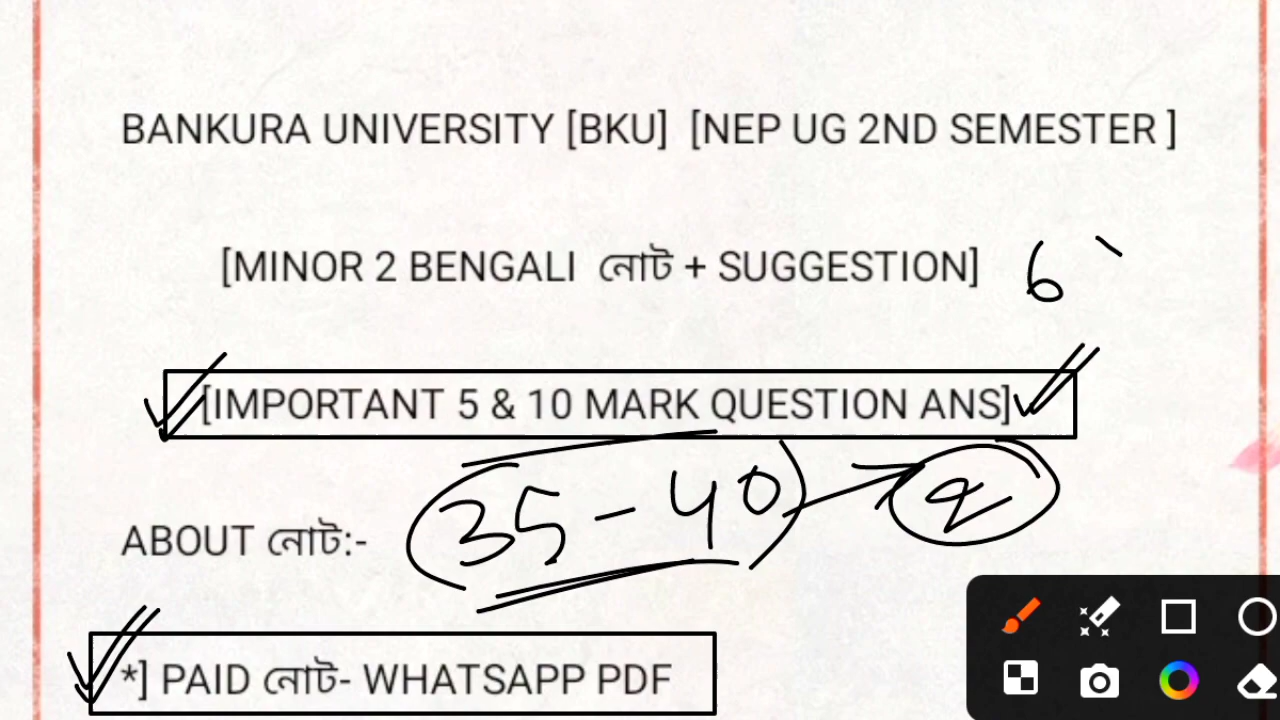 BANKURA UNIVERSITY [BKU] [NEP UG 2ND SEMESTER ]
[MINOR 2 BENGALI নোট + SUGGESTION] 6
[IMPORTANT 5 & 10 MARK QUESTION ANS]
(35-40)
ABOUT নোট:-
*] PAID নোট- WHATSAPP PDF